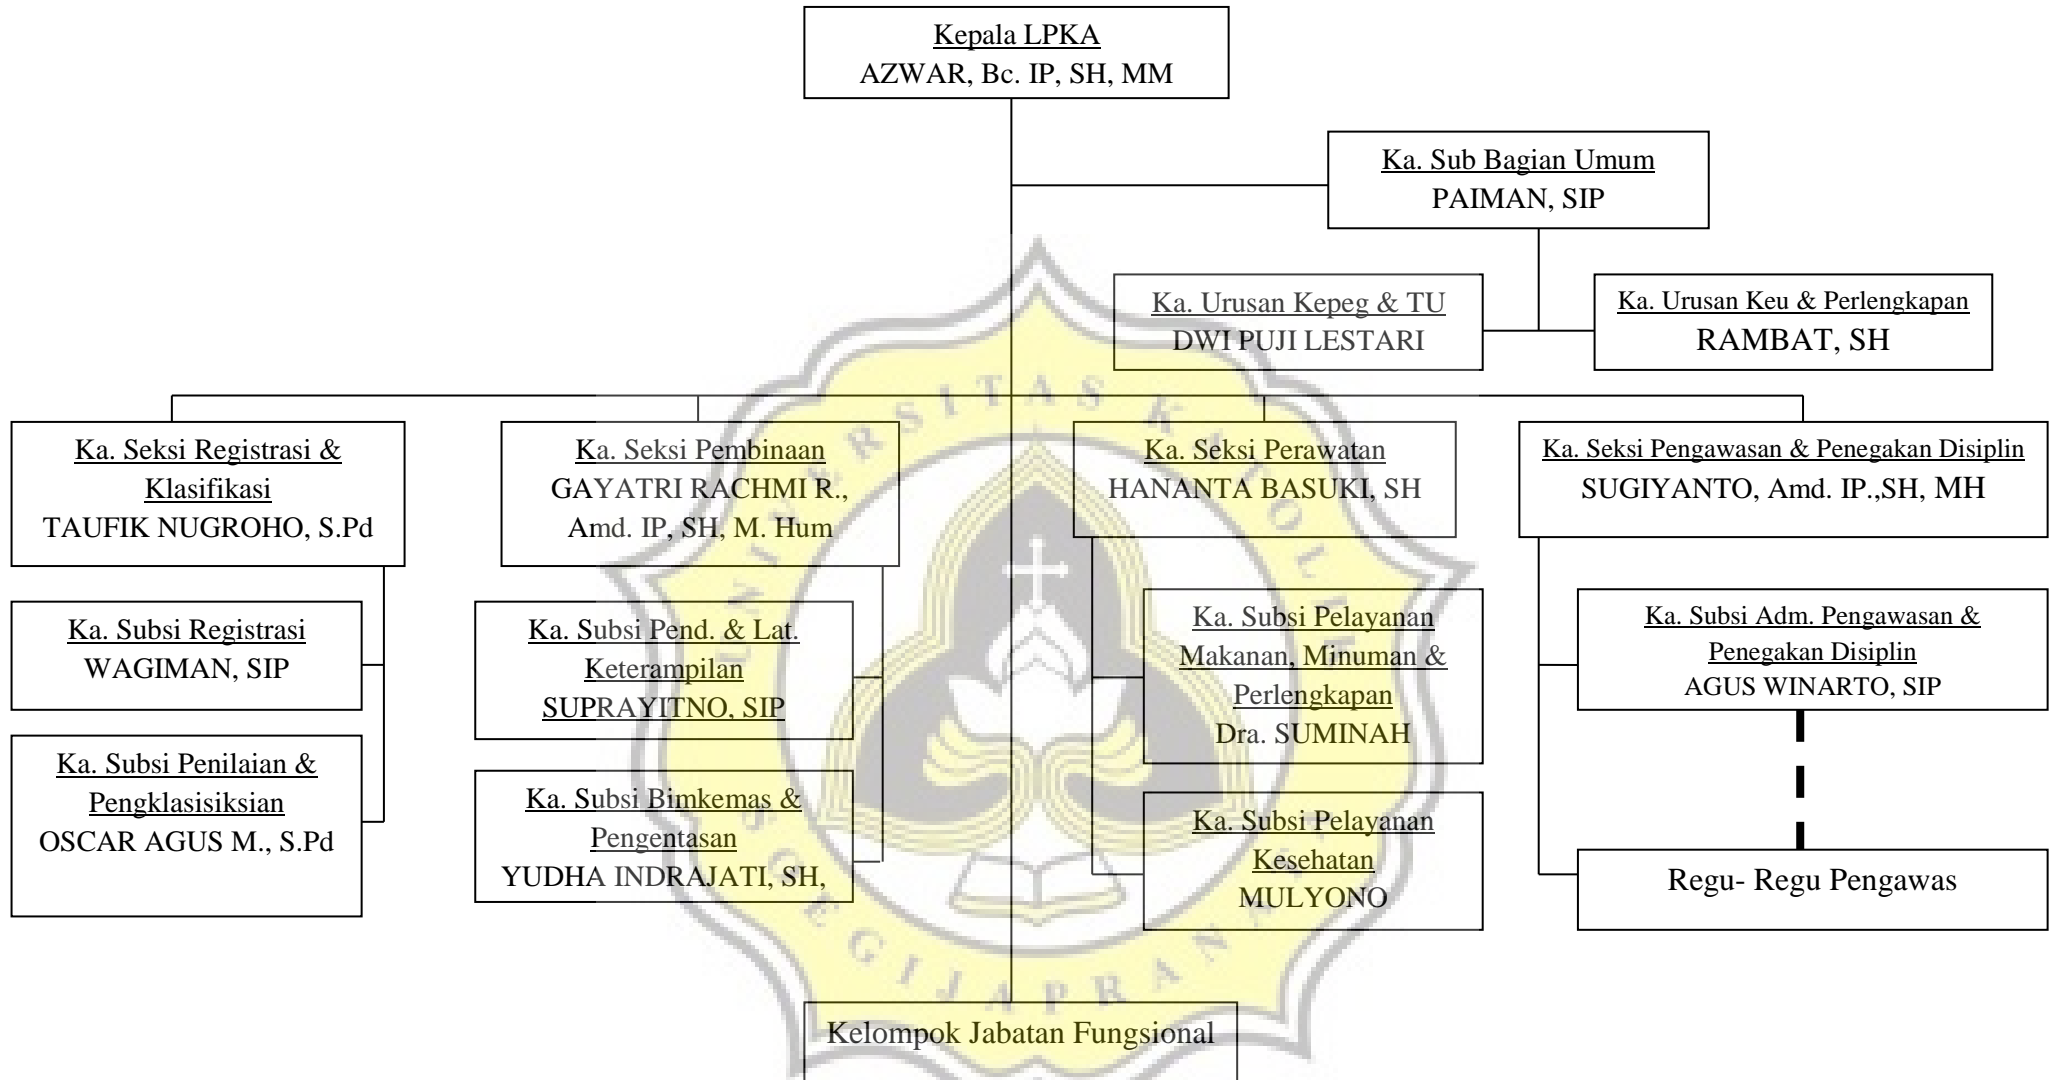 Kepala LPKA
AZWAR, Bc. IP, SH, MM
Ka. Sub Bagian Umum
PAIMAN, SIP
Ka. Urusan Kepeg & TU
DWI PUJI LESTARI
Ka. Urusan Keu & Perlengkapan
RAMBAT, SH
Ka. Seksi Registrasi &
Klasifikasi
TAUFIK NUGROHO, S.Pd
Ka. Seksi Pembinaan
GAYATRI RACHMI R.,
Amd. IP, SH, M. Hum
Ka. Seksi Perawatan
HANANTA BASUKI, SH
Ka. Seksi Pengawasan & Penegakan Disiplin
SUGIYANTO, Amd. IP.,SH, MH
Ka. Subsi Registrasi
WAGIMAN, SIP
Ka. Subsi Penilaian &
Pengklasisiksian
OSCAR AGUS M., S.Pd
Ka. Subsi Pend. & Lat.
Keterampilan
SUPRAYITNO, SIP
Ka. Subsi Bimkemas &
Pengentasan
YUDHA INDRAJATI, SH,
Ka. Subsi Pelayanan
Makanan, Minuman &
Perlengkapan
Dra. SUMINAH
Ka. Subsi Pelayanan
Kesehatan
MULYONO
Ka. Subsi Adm. Pengawasan &
Penegakan Disiplin
AGUS WINARTO, SIP
Regu- Regu Pengawas
Kelompok Jabatan Fungsional
UNIVERSITAS KATOLIK
SOEGIJAPRANATA